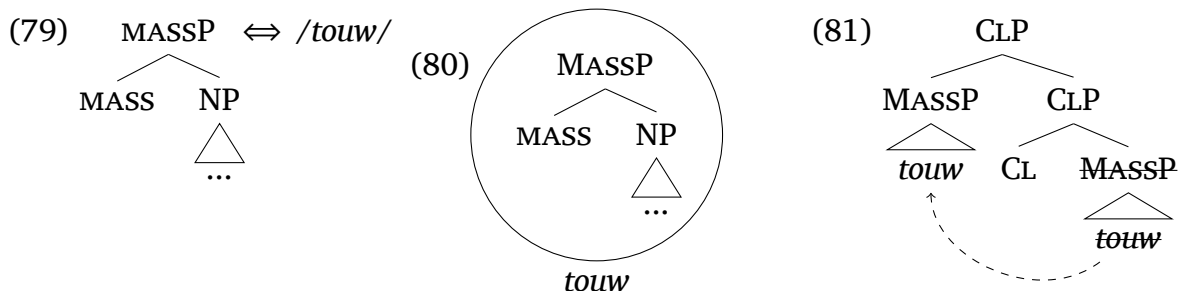 (79) MASSP ⇔ /touw/
MASS NP
...
(80)
MASSP
MASS NP
...
touw
(81) CLP
MASSP CLP
touw CL MASSP
touw